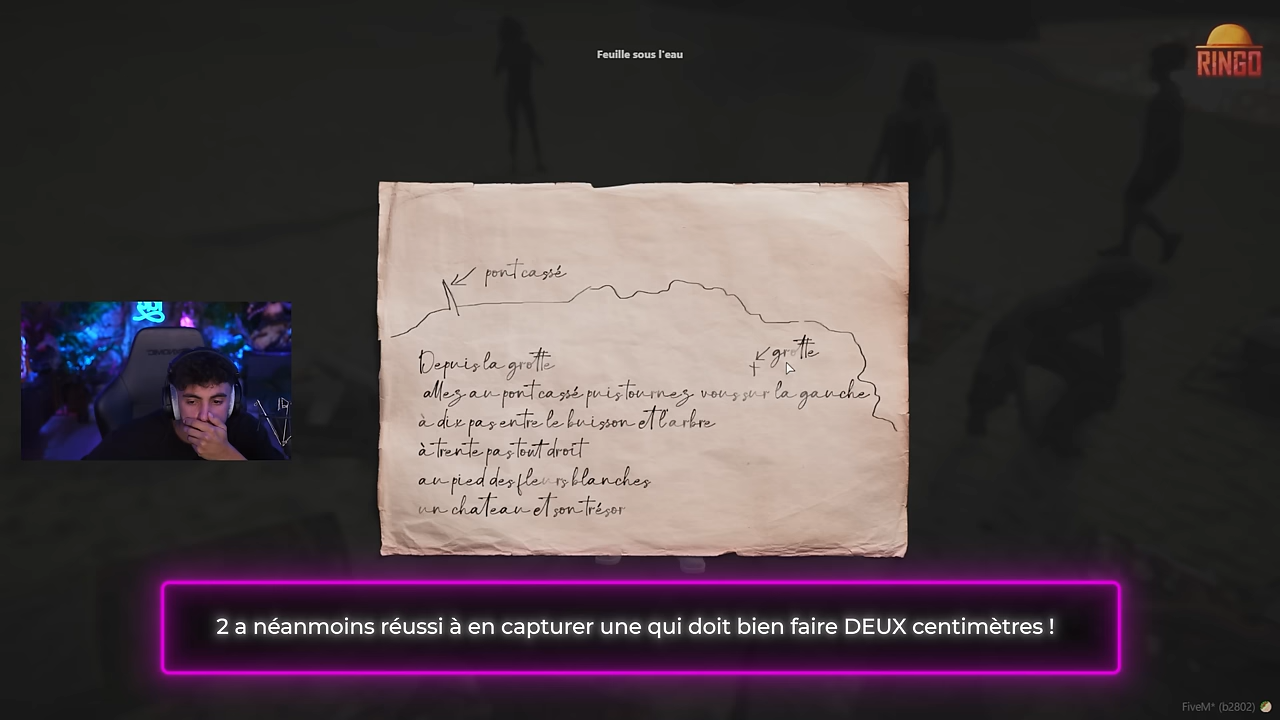 Feuille sous l'eau
RINGO
pont cassé
grotte
Depuis la grotte
allez au pont cassé puis tournez vous sur la gauche
à dix pas entre le buisson et l'arbre
à trente pas tout droit
au pied des fleurs blanches
un chateau et son trésor
2 a néanmoins réussi à en capturer une qui doit bien faire DEUX centimètres !
FiveM* (b2802)